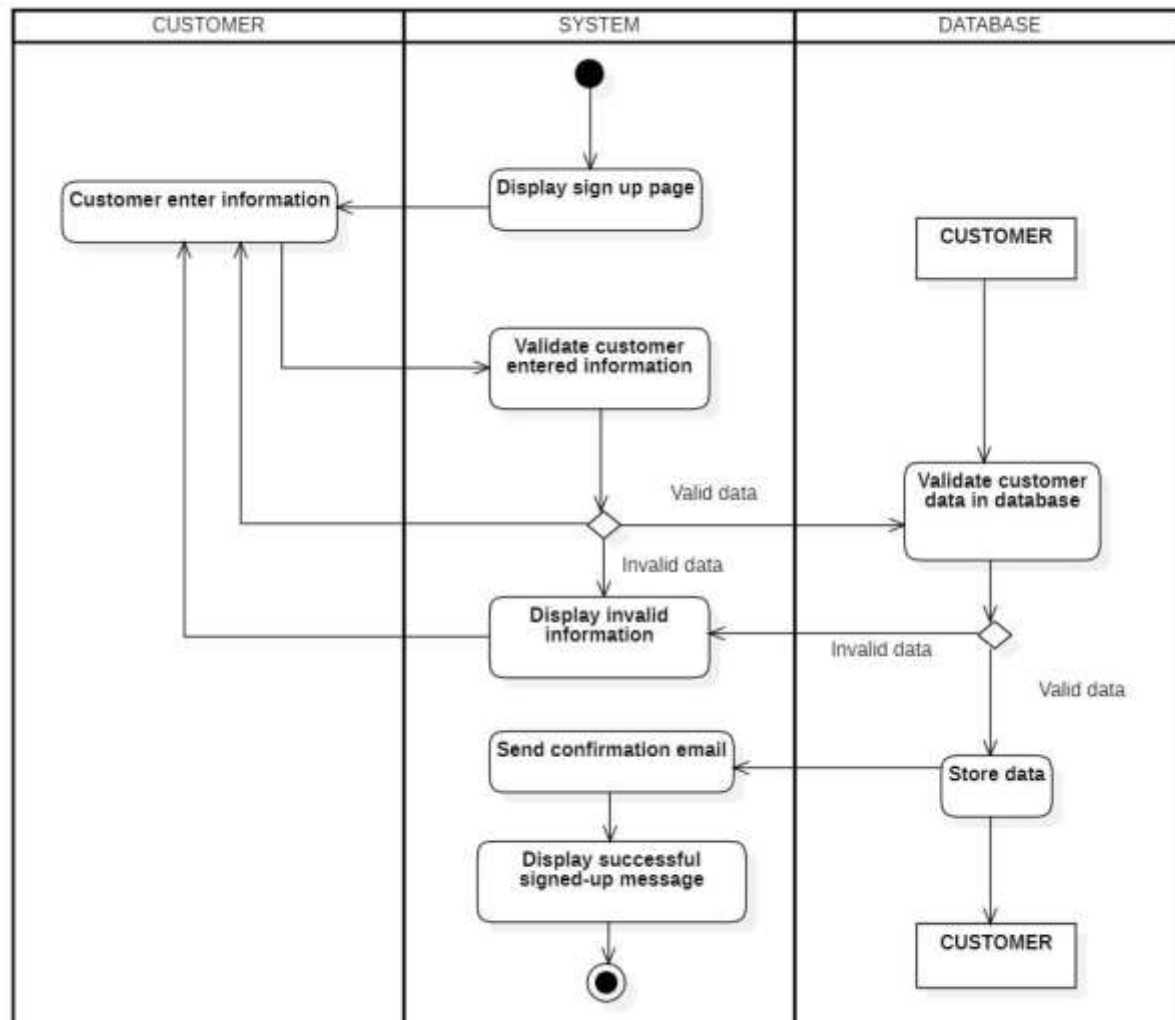 CUSTOMER
SYSTEM
DATABASE
Display sign up page
Customer enter information
CUSTOMER
Validate customer
entered information
Validate customer
data in database
Valid data
Invalid data
Display invalid
information
Invalid data
Valid data
Send confirmation email
Store data
Display successful
signed-up message
CUSTOMER